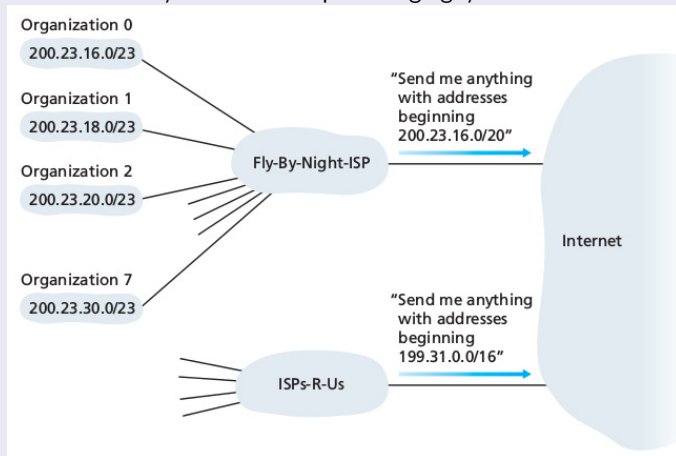 Organization 0
200.23.16.0/23
Organization 1
200.23.18.0/23
Organization 2
200.23.20.0/23
Organization 7
200.23.30.0/23
Fly-By-Night-ISP
“Send me anything
with addresses
beginning
200.23.16.0/20”
Internet
ISPs-R-Us
“Send me anything
with addresses
beginning
199.31.0.0/16”